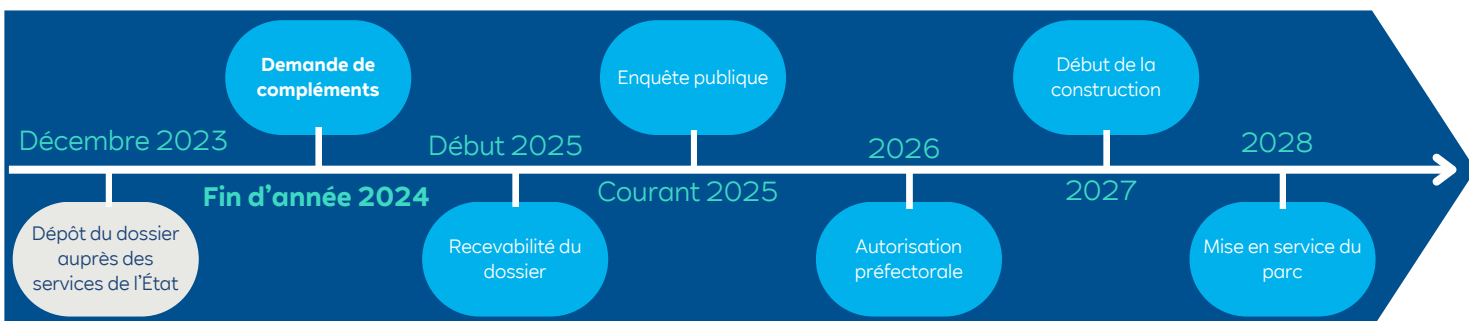 Décembre 2023
Dépôt du dossier
auprès des
services de l'État
Demande de
compléments
Fin d'année 2024
Début 2025
Recevabilité du
dossier
Enquête publique
Courant 2025
2026
Autorisation
préfectorale
Début de la
construction
2027
2028
Mise en service du
parc